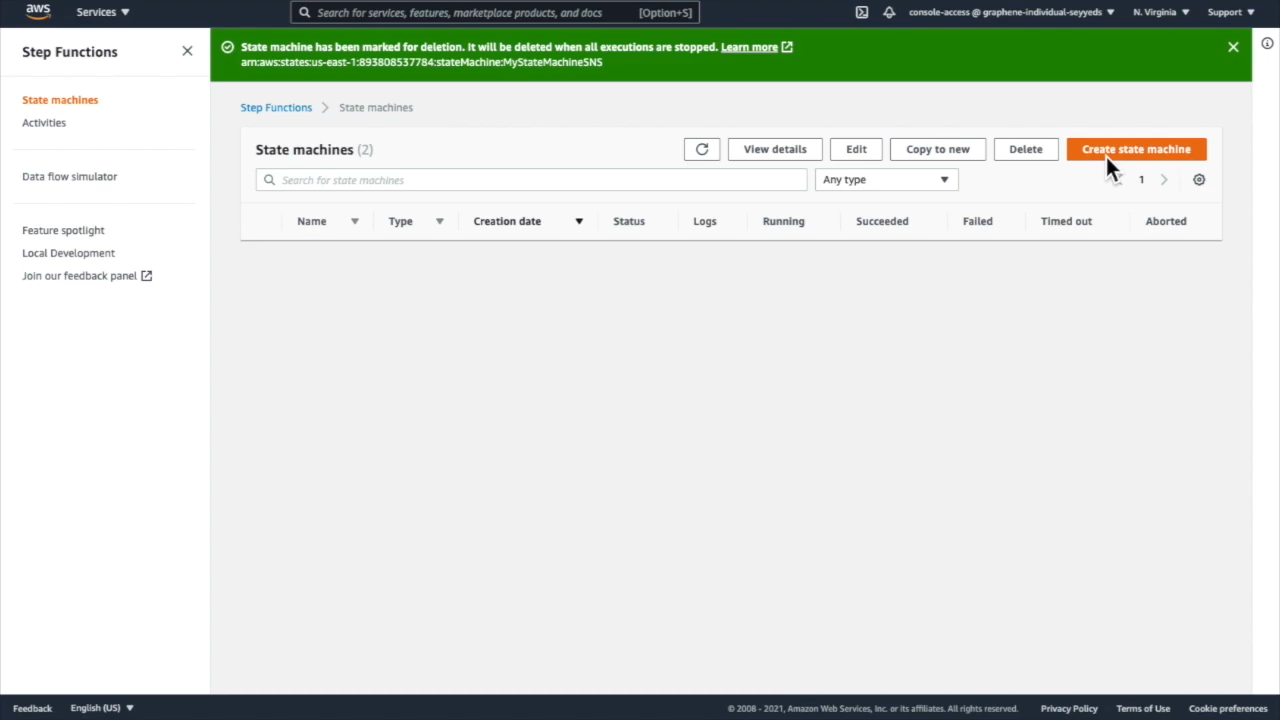 aws
Services
Search for services, features, marketplace products, and docs
[Option+S]
console-access @ graphene-individual-seyyeds
N. Virginia
Support
Step Functions
State machines
Activities
Data flow simulator
Feature spotlight
Local Development
Join our feedback panel
State machine has been marked for deletion. It will be deleted when all executions are stopped. Learn more
arn:aws:states:us-east-1:893808537784:stateMachine:MyStateMachineSNS
Step Functions > State machines
State machines (2)
View details
Edit
Copy to new
Delete
Create state machine
Search for state machines
Any type
1
Name
Type
Creation date
Status
Logs
Running
Succeeded
Failed
Timed out
Aborted
Feedback
English (US)
© 2008 - 2021, Amazon Web Services, Inc. or its affiliates. All rights reserved.
Privacy Policy
Terms of Use
Cookie preferences